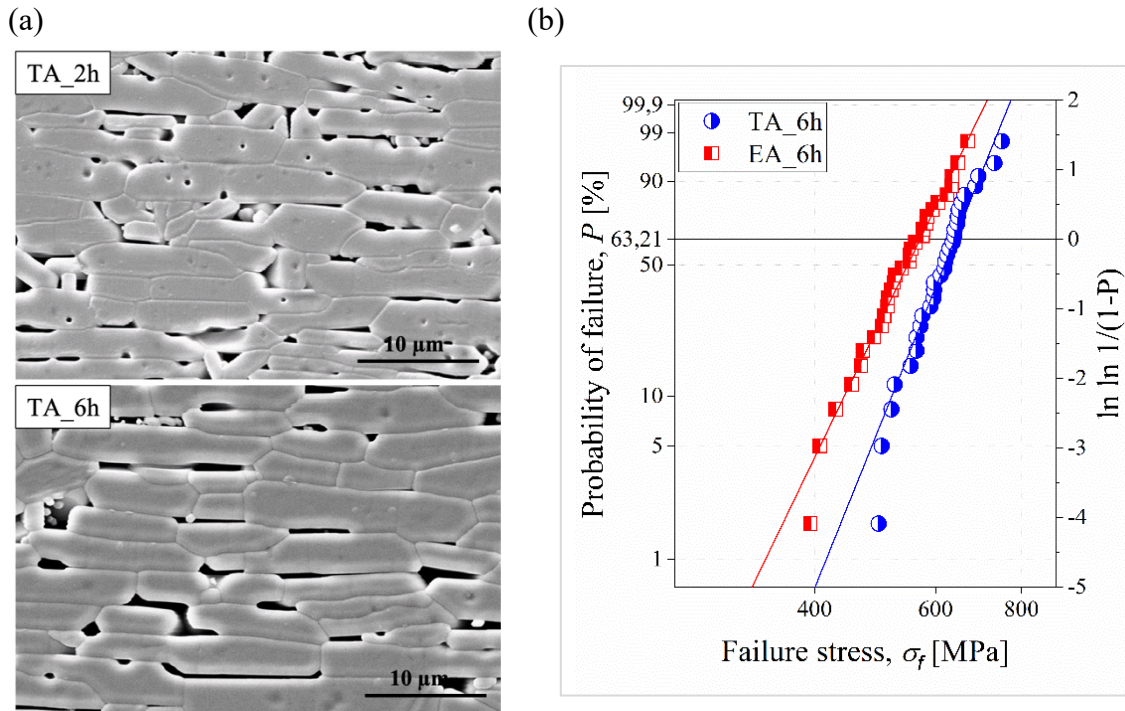 (a)
TA_2h
10 µm
TA_6h
10 µm
(b)
TA_6h
EA_6h
99,9
99
90
63,21
50
10
5
1
Probability of failure, P [%]
2
1
0
-1
-2
-3
-4
-5
ln ln 1/(1-P)
400
600
800
Failure stress, σf [MPa]